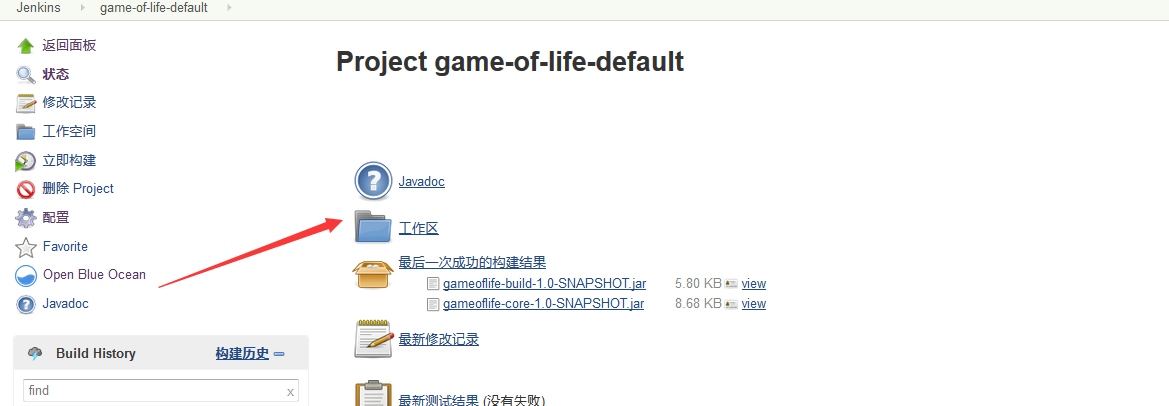 Jenkins game-of-life-default
返回面板
状态
修改记录
工作空间
立即构建
删除 Project
配置
Favorite
Open Blue Ocean
Javadoc
Build History 构建历史
find x
Project game-of-life-default
Javadoc
工作区
最后一次成功的构建结果
gameoflife-build-1.0-SNAPSHOT.jar 5.80 KB view
gameoflife-core-1.0-SNAPSHOT.jar 8.68 KB view
最新修改记录
最新测试结果 (没有失败)